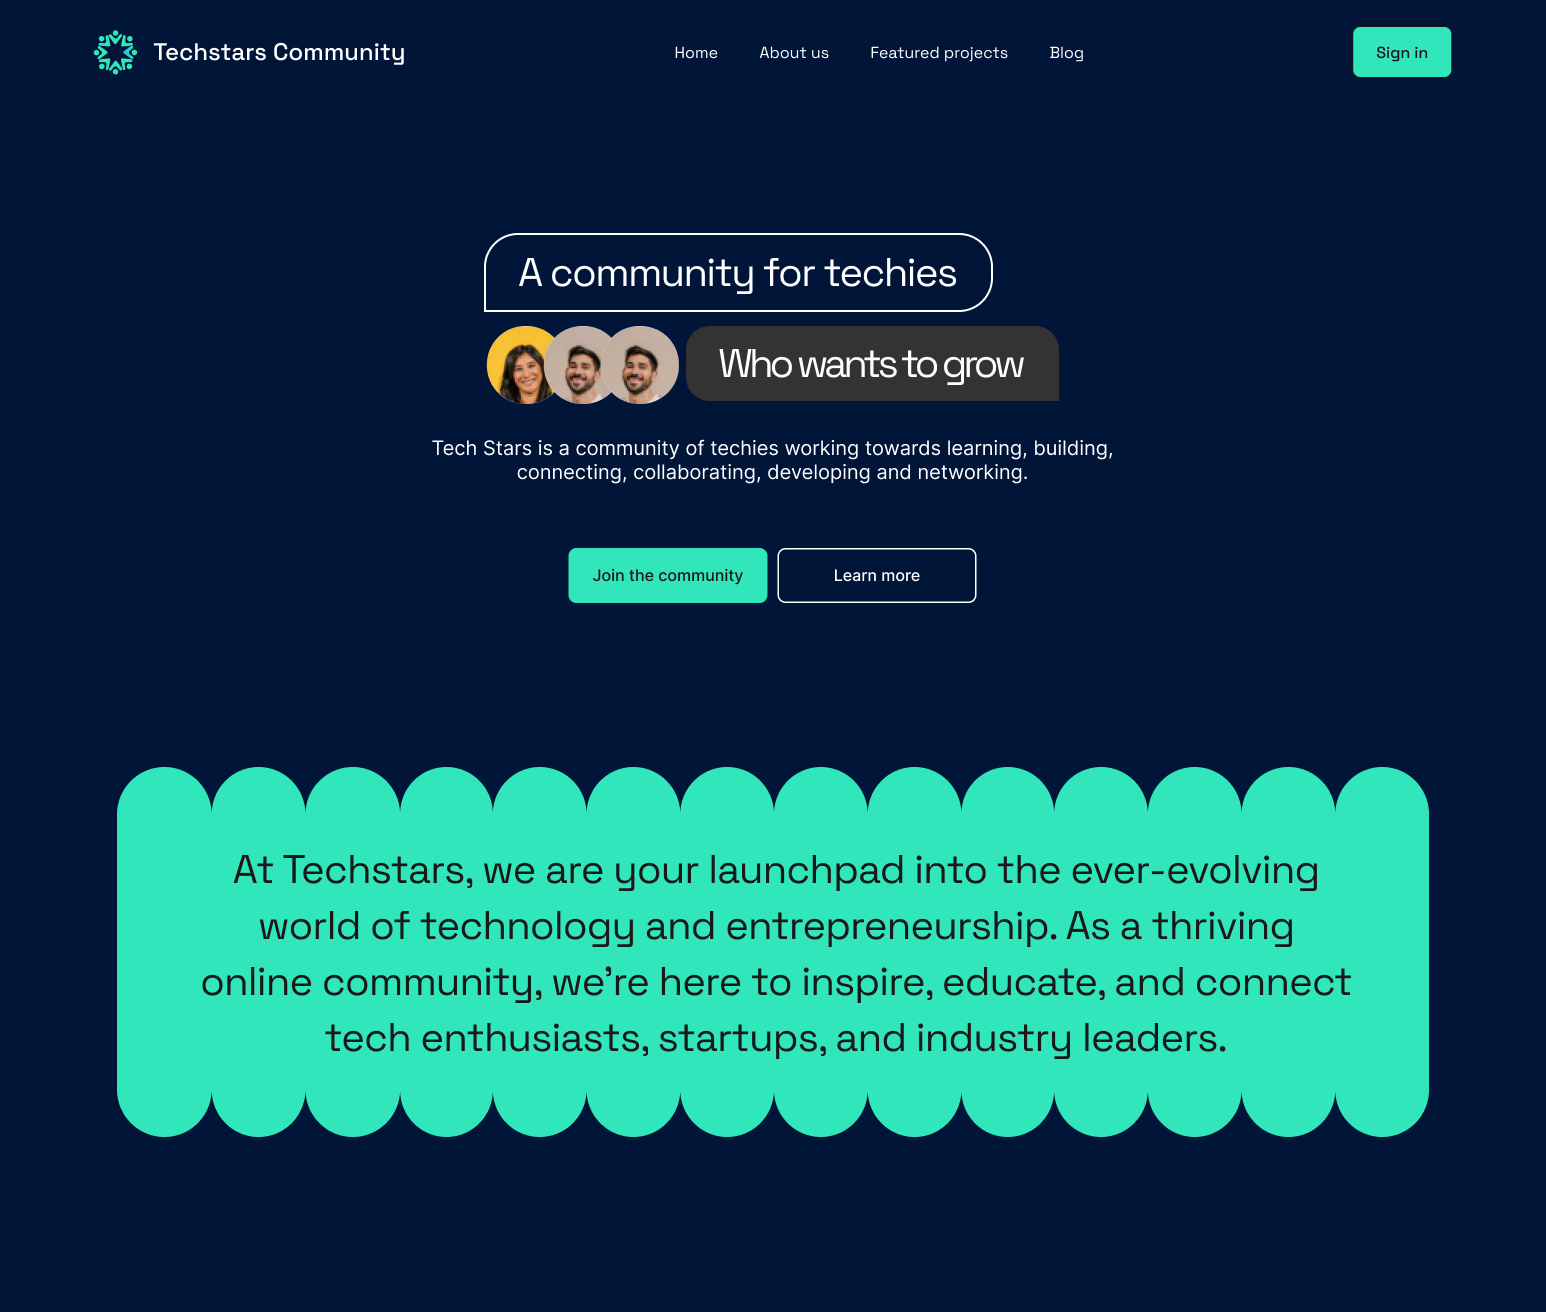 Techstars Community
Home
About us
Featured projects
Blog
Sign in
A community for techies
Who wants to grow
Tech Stars is a community of techies working towards learning, building,
connecting, collaborating, developing and networking.
Join the community
Learn more
At Techstars, we are your launchpad into the ever-evolving
world of technology and entrepreneurship. As a thriving
online community, we’re here to inspire, educate, and connect
tech enthusiasts, startups, and industry leaders.